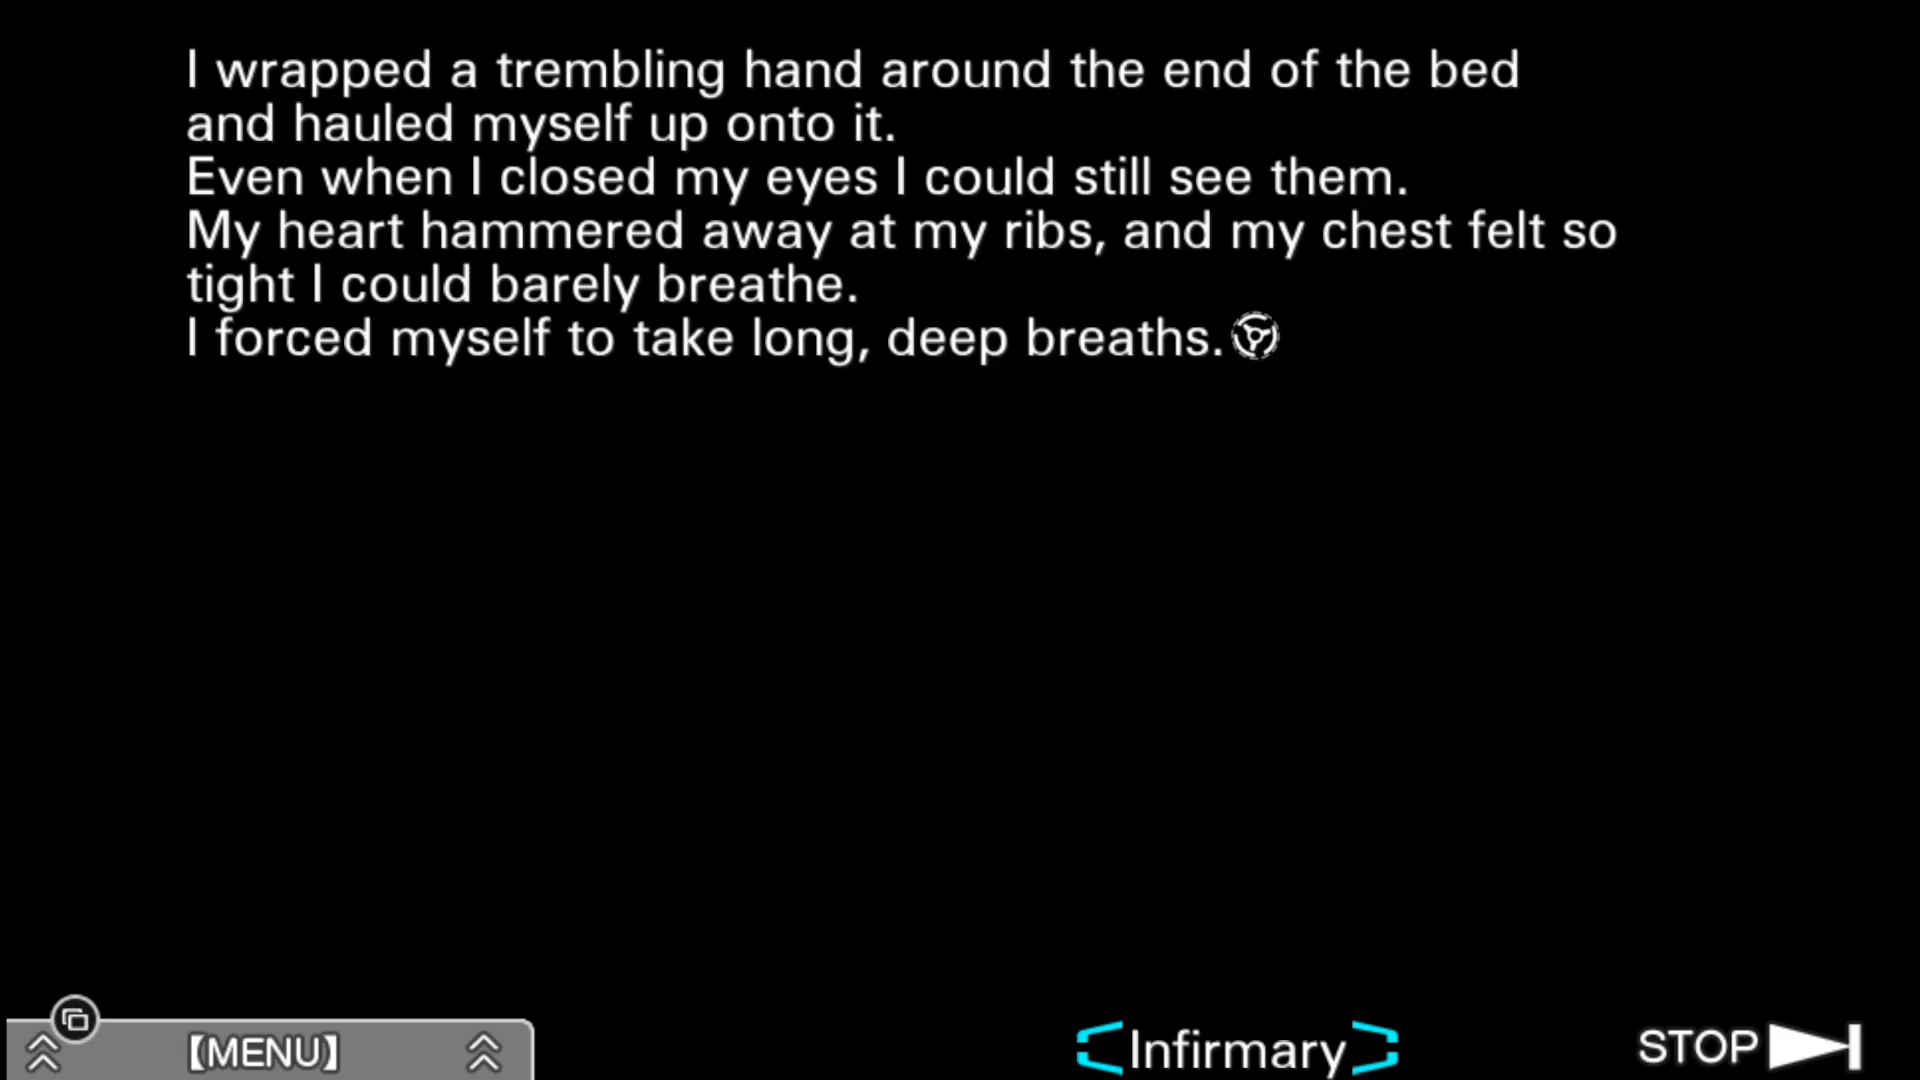 I wrapped a trembling hand around the end of the bed
and hauled myself up onto it.
Even when I closed my eyes I could still see them.
My heart hammered away at my ribs, and my chest felt so
tight I could barely breathe.
I forced myself to take long, deep breaths.
【MENU】
Infirmary
STOP